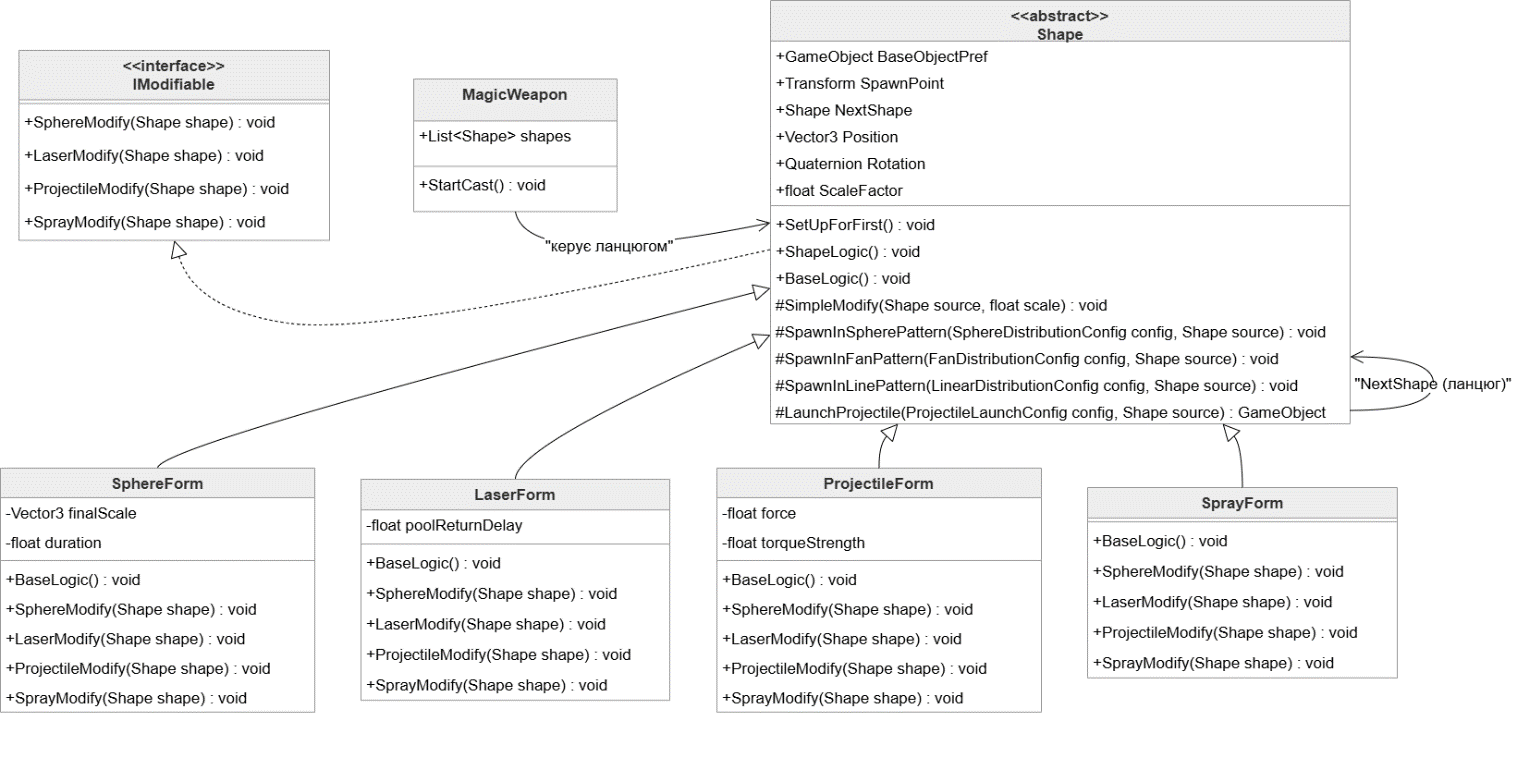 <<interface>>
IModifiable
+SphereModify(Shape shape) : void
+LaserModify(Shape shape) : void
+ProjectileModify(Shape shape) : void
+SprayModify(Shape shape) : void
MagicWeapon
+List<Shape> shapes
+StartCast() : void
"керує ланцюгом"
<<abstract>>
Shape
+GameObject BaseObjectPref
+Transform SpawnPoint
+Shape NextShape
+Vector3 Position
+Quaternion Rotation
+float ScaleFactor
+SetUpForFirst() : void
+ShapeLogic() : void
+BaseLogic() : void
#SimpleModify(Shape source, float scale) : void
#SpawnInSpherePattern(SphereDistributionConfig config, Shape source) : void
#SpawnInFanPattern(FanDistributionConfig config, Shape source) : void
#SpawnInLinePattern(LinearDistributionConfig config, Shape source) : void
#LaunchProjectile(ProjectileLaunchConfig config, Shape source) : GameObject
"NextShape (ланцюг)"
SphereForm
-Vector3 finalScale
-float duration
+BaseLogic() : void
+SphereModify(Shape shape) : void
+LaserModify(Shape shape) : void
+ProjectileModify(Shape shape) : void
+SprayModify(Shape shape) : void
LaserForm
-float poolReturnDelay
+BaseLogic() : void
+SphereModify(Shape shape) : void
+LaserModify(Shape shape) : void
+ProjectileModify(Shape shape) : void
+SprayModify(Shape shape) : void
ProjectileForm
-float force
-float torqueStrength
+BaseLogic() : void
+SphereModify(Shape shape) : void
+LaserModify(Shape shape) : void
+ProjectileModify(Shape shape) : void
+SprayModify(Shape shape) : void
SprayForm
+BaseLogic() : void
+SphereModify(Shape shape) : void
+LaserModify(Shape shape) : void
+ProjectileModify(Shape shape) : void
+SprayModify(Shape shape) : void